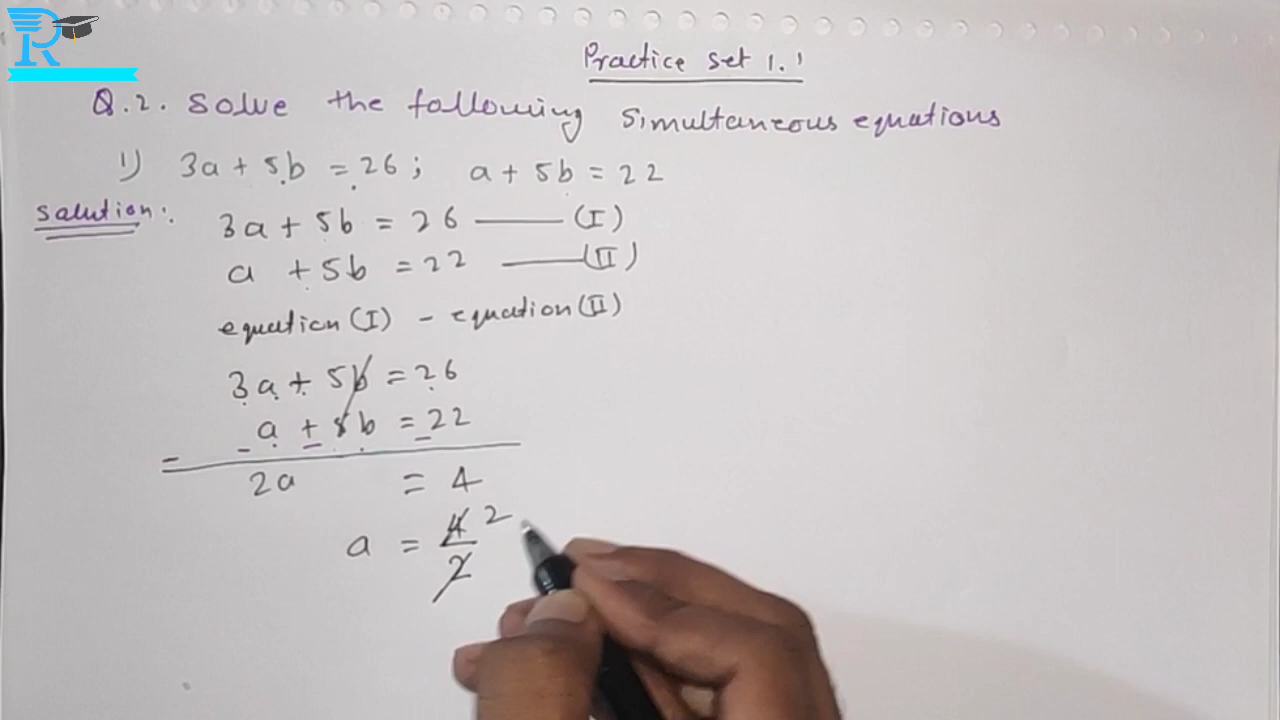 R
Practice set 1.1
Q.2. Solve the following simultaneous equations
1) 3a + 5b = 26 ; a + 5b = 22
Solution:
3a + 5b = 26 —— (I)
a + 5b = 22 —— (II)
equation (I) - equation (II)
3a + 5b = 26
a + 5b = 22
- - - -
2a = 4
a = 4/2 2